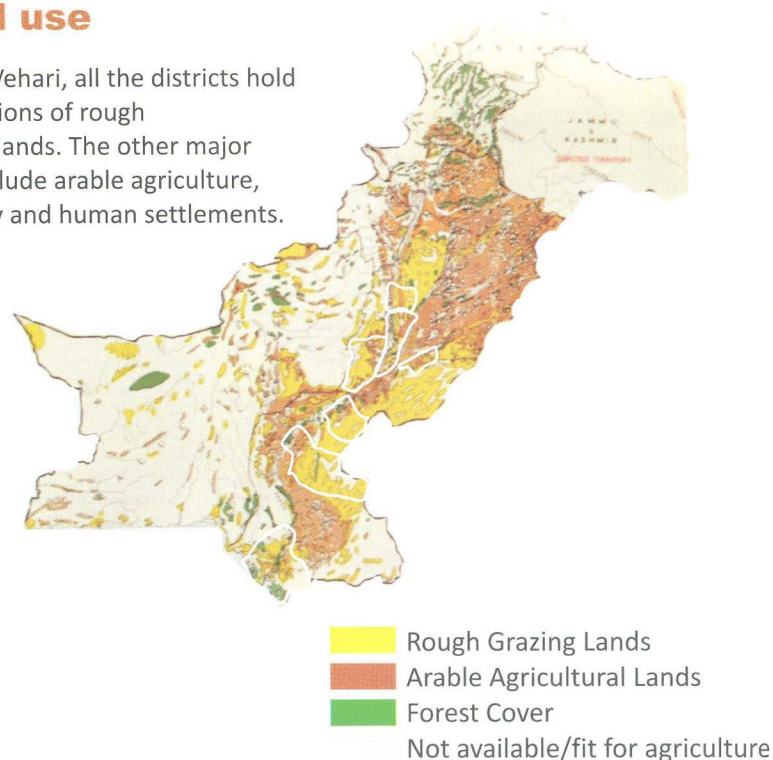 l use
Vehari, all the districts hold
ions of rough
ands. The other major
lude arable agriculture,
y and human settlements.
JAMMU
&
KASHMIR
DISPUTED TERRITORY
Rough Grazing Lands
Arable Agricultural Lands
Forest Cover
Not available/fit for agriculture